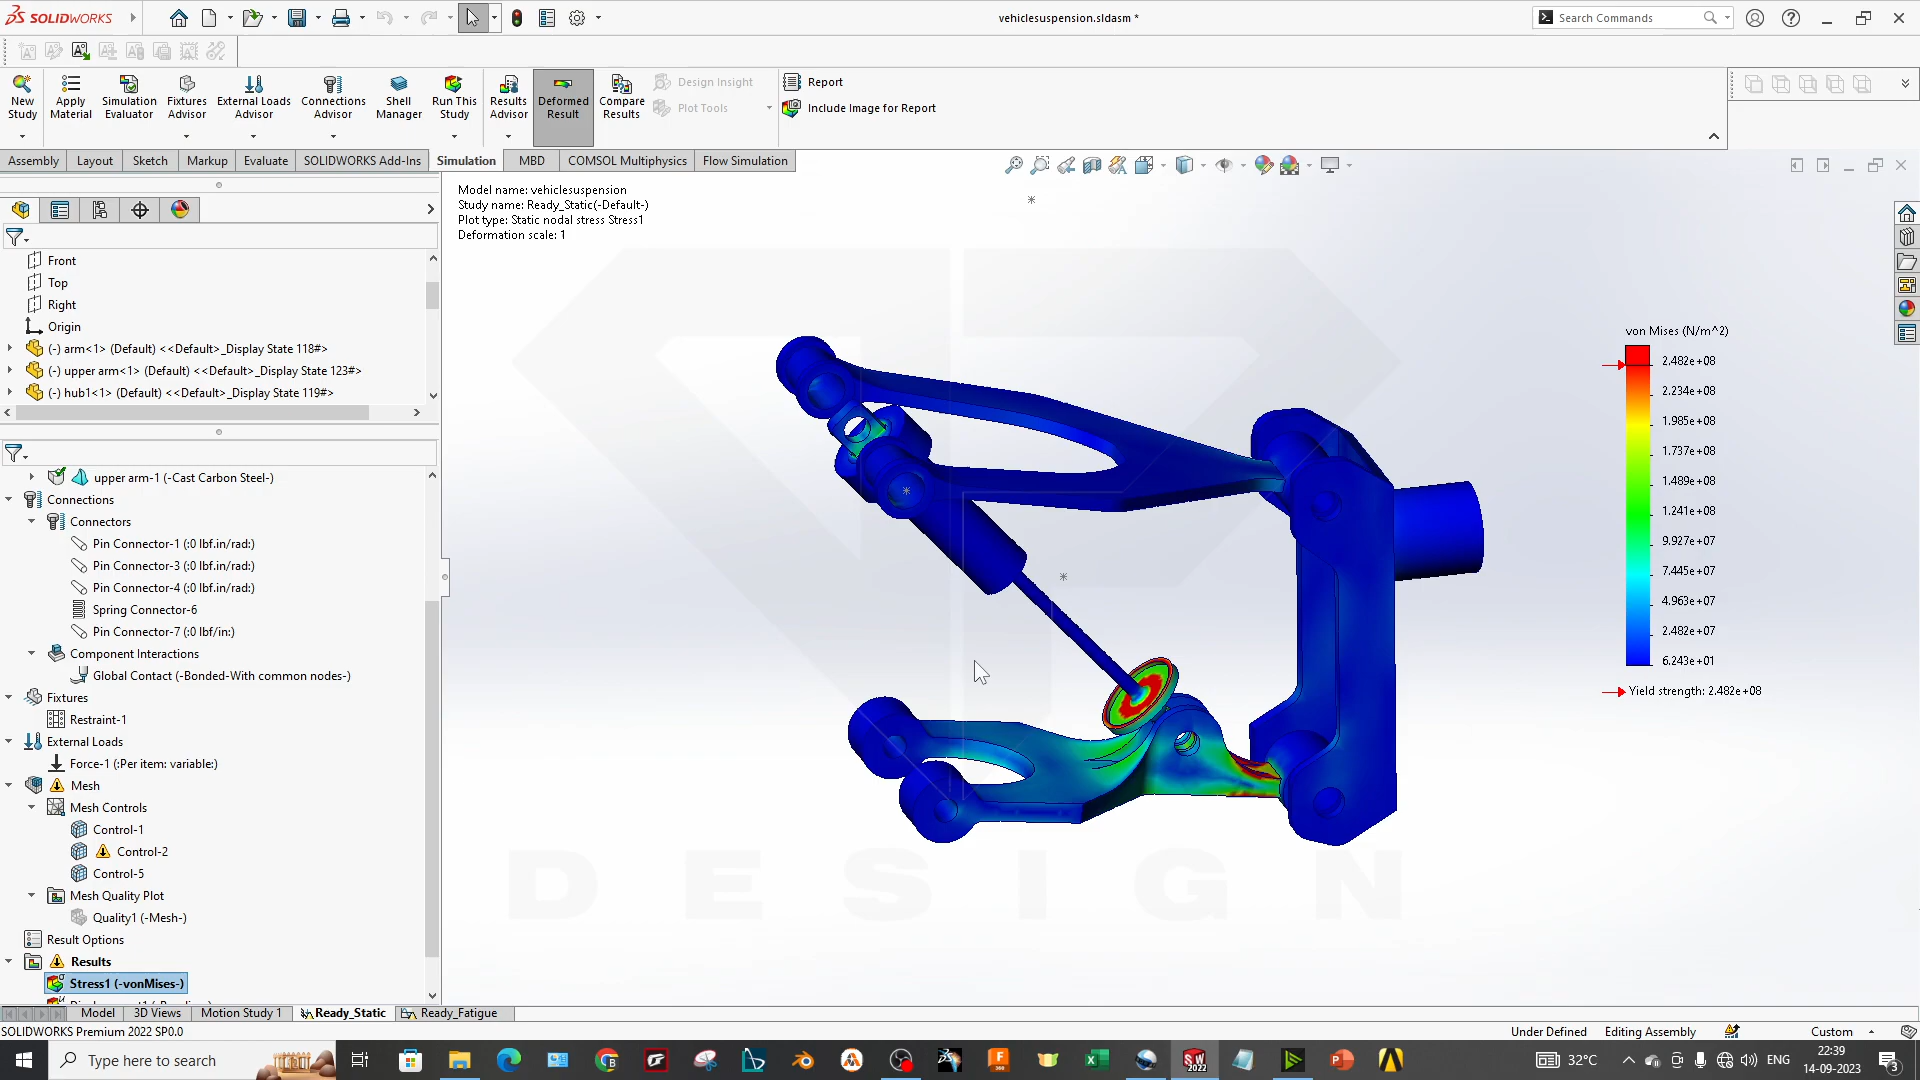 SOLIDWORKS
vehiclesuspension.sldasm *
Search Commands
New Study
Apply Material
Simulation Evaluator
Fixtures Advisor
External Loads Advisor
Connections Advisor
Shell Manager
Run This Study
Results Advisor
Deformed Result
Compare Results
Design Insight
Plot Tools
Report
Include Image for Report
Assembly
Layout
Sketch
Markup
Evaluate
SOLIDWORKS Add-Ins
Simulation
MBD
COMSOL Multiphysics
Flow Simulation
Model name: vehiclesuspension
Study name: Ready_Static(-Default-)
Plot type: Static nodal stress Stress1
Deformation scale: 1
Front
Top
Right
Origin
(-) arm<1> (Default) <<Default>_Display State 118#>
(-) upper arm<1> (Default) <<Default>_Display State 123#>
(-) hub1<1> (Default) <<Default>_Display State 119#>
upper arm-1 (-Cast Carbon Steel-)
Connections
Connectors
Pin Connector-1 (:0 lbf.in/rad:)
Pin Connector-3 (:0 lbf.in/rad:)
Pin Connector-4 (:0 lbf.in/rad:)
Spring Connector-6
Pin Connector-7 (:0 lbf/in:)
Component Interactions
Global Contact (-Bonded-With common nodes-)
Fixtures
Restraint-1
External Loads
Force-1 (:Per item: variable:)
Mesh
Mesh Controls
Control-1
Control-2
Control-5
Mesh Quality Plot
Quality1 (-Mesh-)
Result Options
Results
Stress1 (-vonMises-)
von Mises (N/m^2)
2.482e+08
2.234e+08
1.985e+08
1.737e+08
1.489e+08
1.241e+08
9.927e+07
7.445e+07
4.963e+07
2.482e+07
6.243e+01
Yield strength: 2.482e+08
DESIGN
Model
3D Views
Motion Study 1
Ready_Static
Ready_Fatigue
SOLIDWORKS Premium 2022 SP0.0
Under Defined
Editing Assembly
Custom
Type here to search
32°C
ENG
22:39
14-09-2023
3